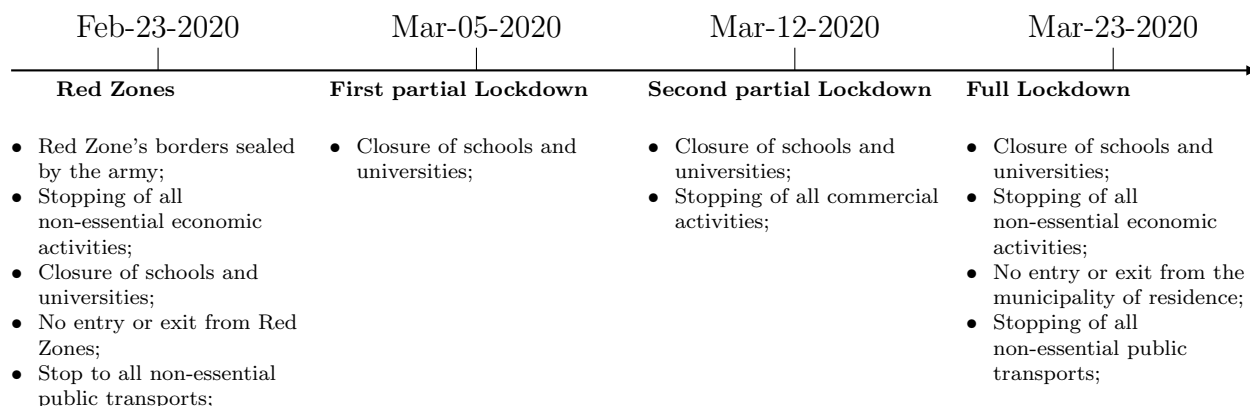 Feb-23-2020
Mar-05-2020
Mar-12-2020
Mar-23-2020
Red Zones
First partial Lockdown
Second partial Lockdown
Full Lockdown
• Red Zone's borders sealed
by the army;
• Stopping of all
non-essential economic
activities;
• Closure of schools and
universities;
• No entry or exit from Red
Zones;
• Stop to all non-essential
public transports;
• Closure of schools and
universities;
• Closure of schools and
universities;
• Stopping of all commercial
activities;
• Closure of schools and
universities;
• Stopping of all
non-essential economic
activities;
• No entry or exit from the
municipality of residence;
• Stopping of all
non-essential public
transports;